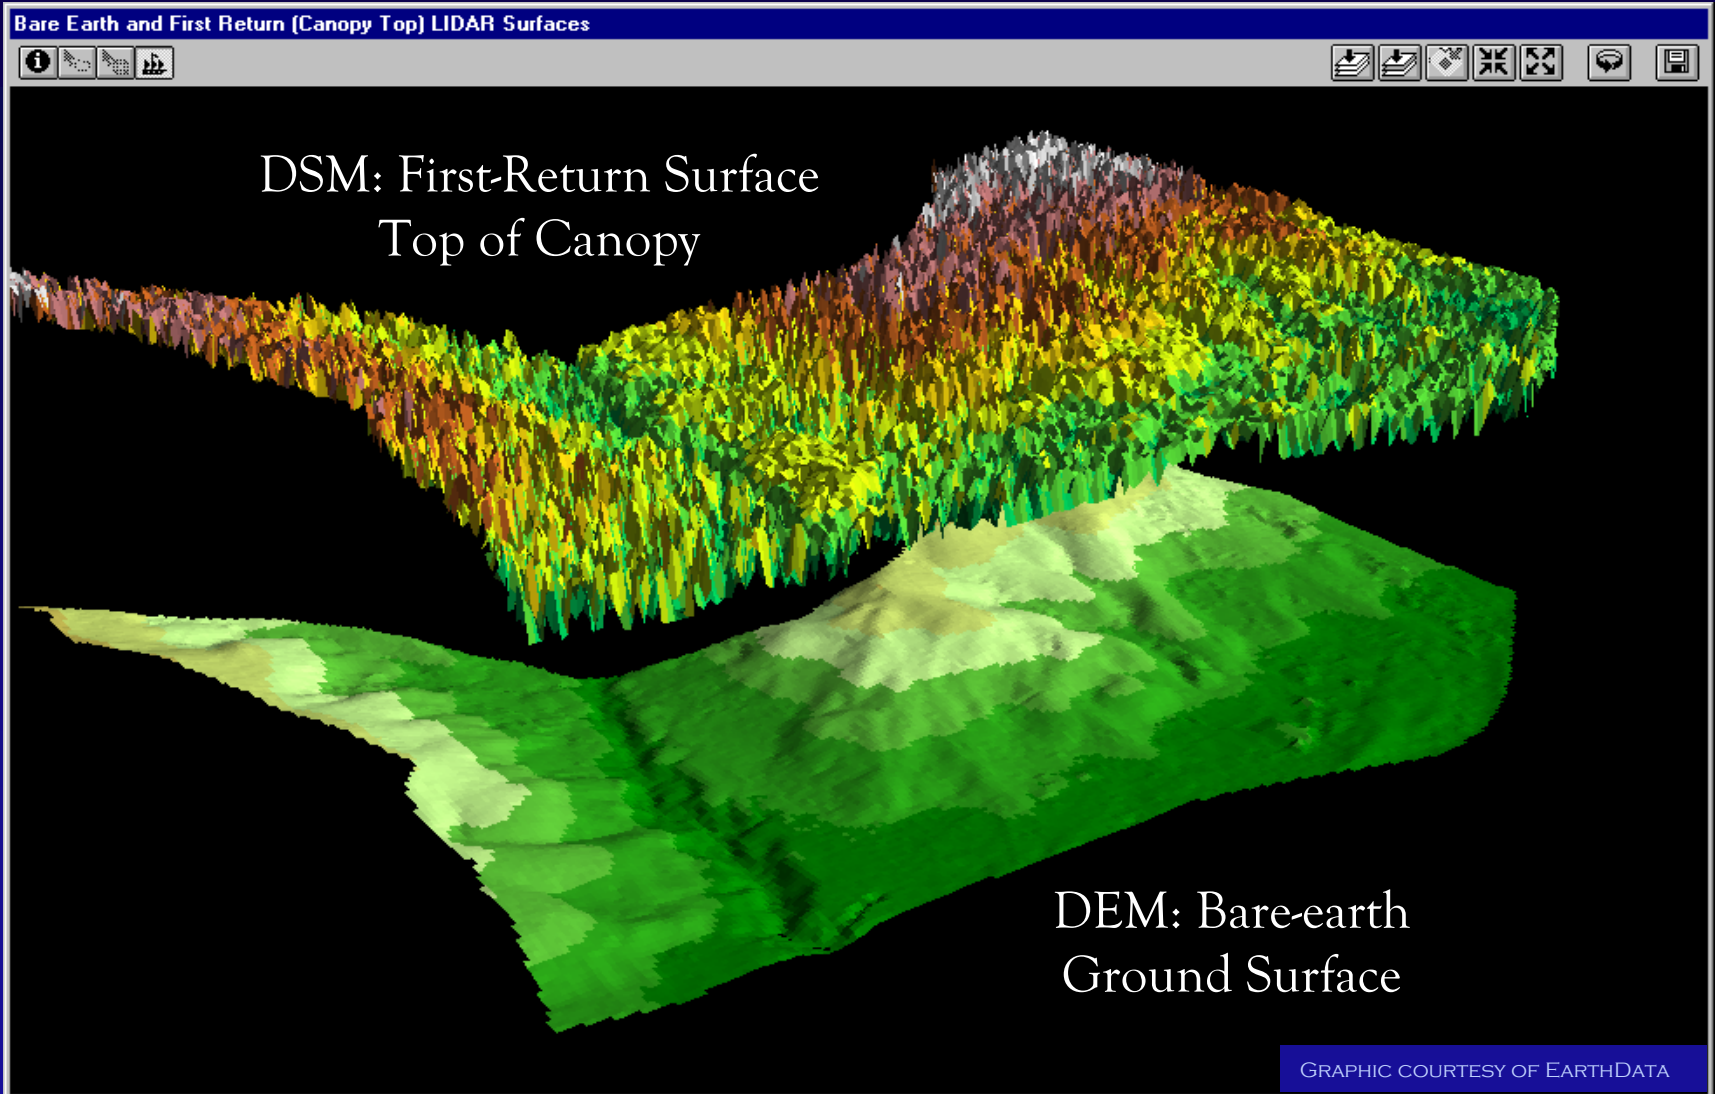 Bare Earth and First Return (Canopy Top) LIDAR Surfaces
DSM: First-Return Surface
Top of Canopy
DEM: Bare-earth
Ground Surface
Graphic courtesy of EarthData